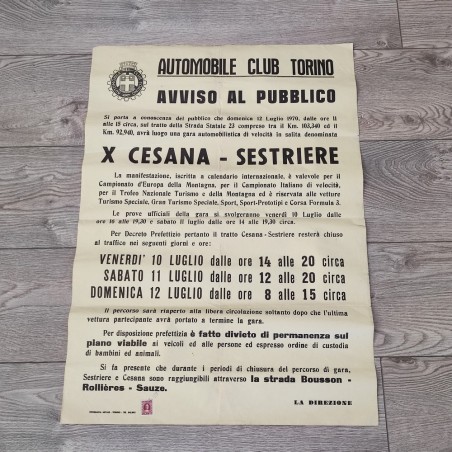 AUTOMOBILE CLUB TORINO
AVVISO AL PUBBLICO
Si porta a conoscenza del pubblico che domenica 12 Luglio 1970, dalle ore 11
alle 15 circa, sul tratto della Strada Statale 23 compreso tra il Km. 103,340 ed il
Km. 92,940, avrà luogo una gara automobilistica di velocità in salita denominata
X CESANA - SESTRIERE
La manifestazione, iscritta a calendario internazionale, è valevole per il
Campionato d'Europa della Montagna, per il Campionato Italiano di velocità,
per il Trofeo Nazionale Turismo e della Montagna ed è riservata alle vetture
Turismo Speciale, Gran Turismo Speciale, Sport, Sport-Prototipi e Corsa Formula 3.
Le prove ufficiali della gara si svolgeranno venerdì 10 Luglio dalle
ore 16 alle 19,30 e sabato 11 luglio dalle ore 14 alle 19,30 circa.
Per Decreto Prefettizio pertanto il tratto Cesana - Sestriere resterà chiuso
al traffico nei seguenti giorni e ore:
VENERDI' 10 LUGLIO dalle ore 14 alle 20 circa
SABATO 11 LUGLIO dalle ore 12 alle 20 circa
DOMENICA 12 LUGLIO dalle ore 8 alle 15 circa
Il percorso sarà riaperto alla libera circolazione soltanto dopo che l'ultima
vettura partecipante avrà portato a termine la gara.
Per disposizione prefettizia è fatto divieto di permanenza sul
piano viabile ai veicoli ed alle persone ed espresso ordine di custodia
di bambini ed animali.
Si fa presente che durante i periodi di chiusura del percorso di gara,
Sestriere e Cesana sono raggiungibili attraverso la strada Bousson -
Rollières - Sauze.
LA DIREZIONE